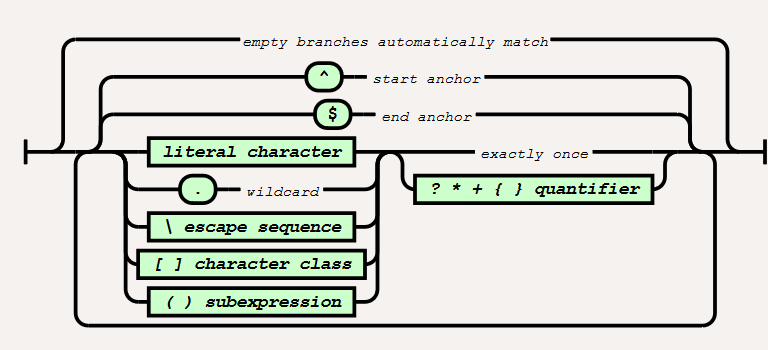 empty branches automatically match
^ start anchor
$ end anchor
literal character exactly once
. wildcard ? * + { } quantifier
\ escape sequence
[ ] character class
( ) subexpression